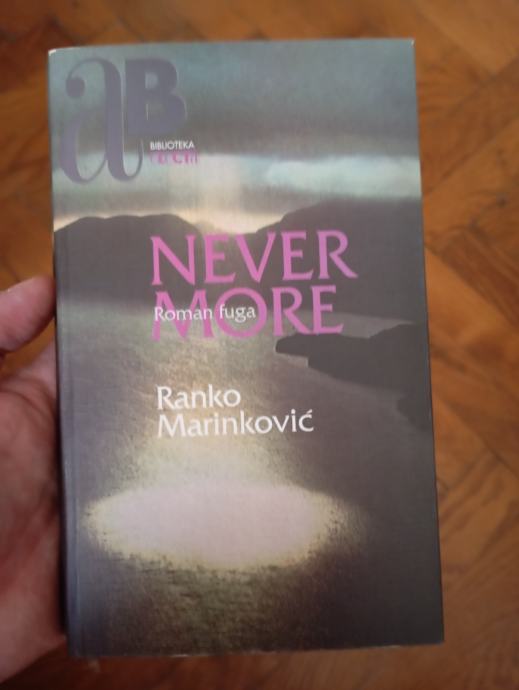 aB
BIBLIOTEKA
NEVER
MORE
Roman fuga
Ranko
Marinković